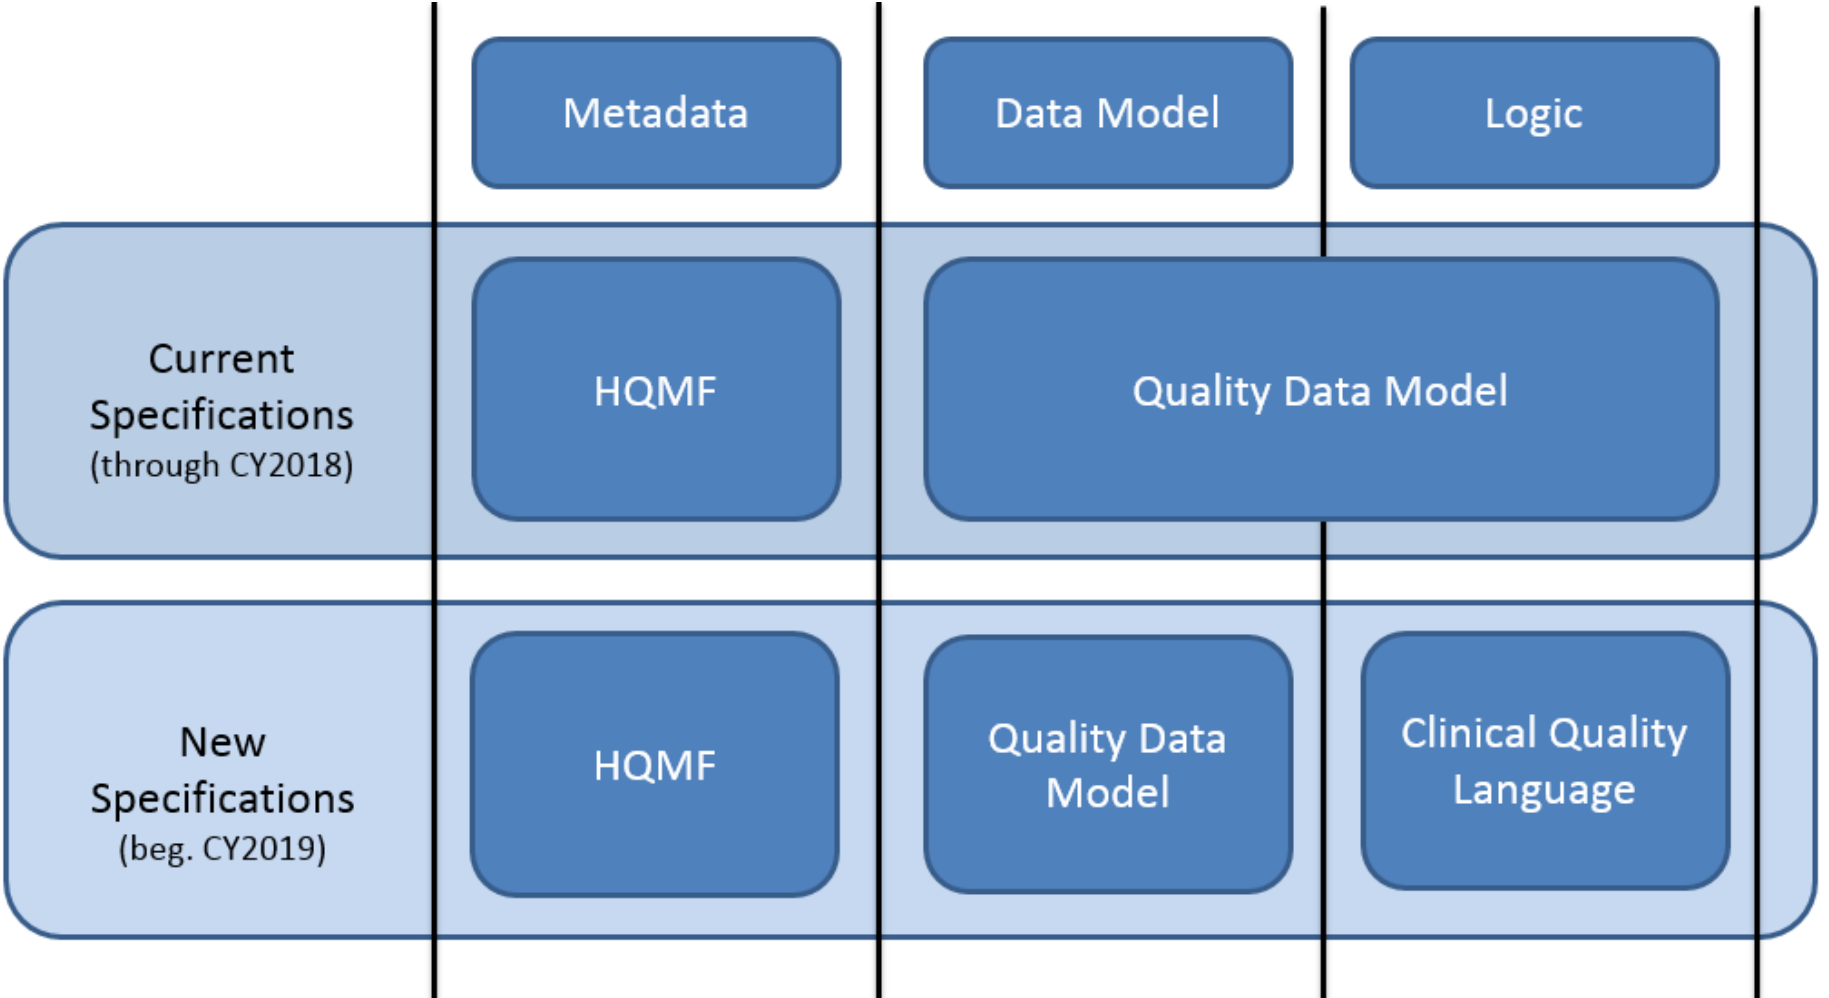 Metadata
Data Model
Logic
Current
Specifications
(through CY2018)
HQMF
Quality Data Model
New
Specifications
(beg. CY2019)
HQMF
Quality Data
Model
Clinical Quality
Language